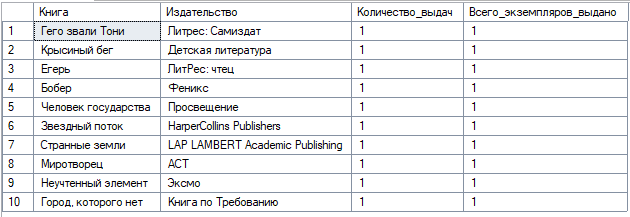 Книга Издательство Количество_выдач Всего_экземпляров_выдано
1 Гего звали Тони Литрес: Самиздат 1 1
2 Крысиный бег Детская литература 1 1
3 Егерь ЛитРес: чтец 1 1
4 Бобер Феникс 1 1
5 Человек государства Просвещение 1 1
6 Звездный поток HarperCollins Publishers 1 1
7 Странные земли LAP LAMBERT Academic Publishing 1 1
8 Миротворец АСТ 1 1
9 Неучтенный элемент Эксмо 1 1
10 Город, которого нет Книга по Требованию 1 1